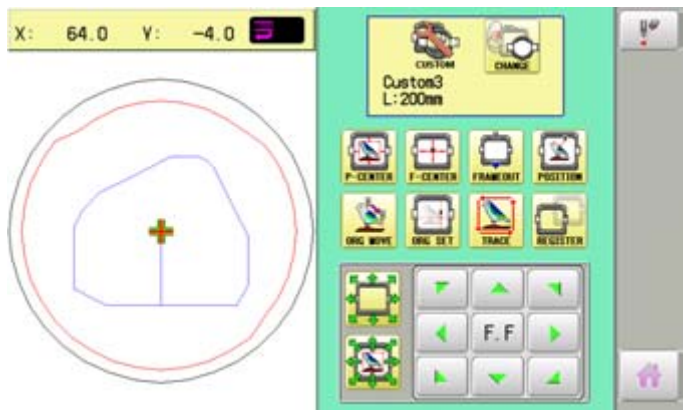 X: 64.0 Y: -4.0
CUSTOM CHANGE
Custom3
L:200mm
P-CENTER F-CENTER FRAMEOUT POSITION
ORG MOVE ORG SET TRACE REGISTER
F.F